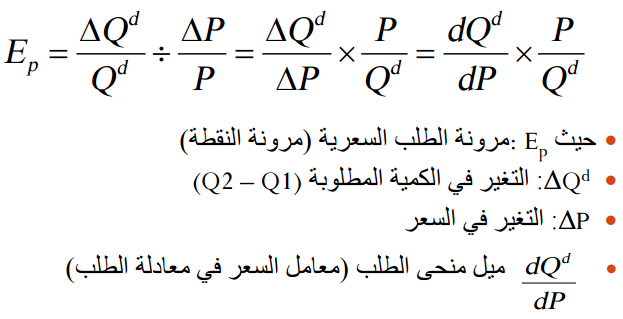 E_p = ΔQ^d / Q^d ÷ ΔP / P = ΔQ^d / ΔP × P / Q^d = dQ^d / dP × P / Q^d
• حيث E_p :مرونة الطلب السعرية (مرونة النقطة)
• ΔQ^d: التغير في الكمية المطلوبة (Q2 – Q1)
• ΔP: التغير في السعر
• dQ^d / dP ميل منحى الطلب (معامل السعر في معادلة الطلب)